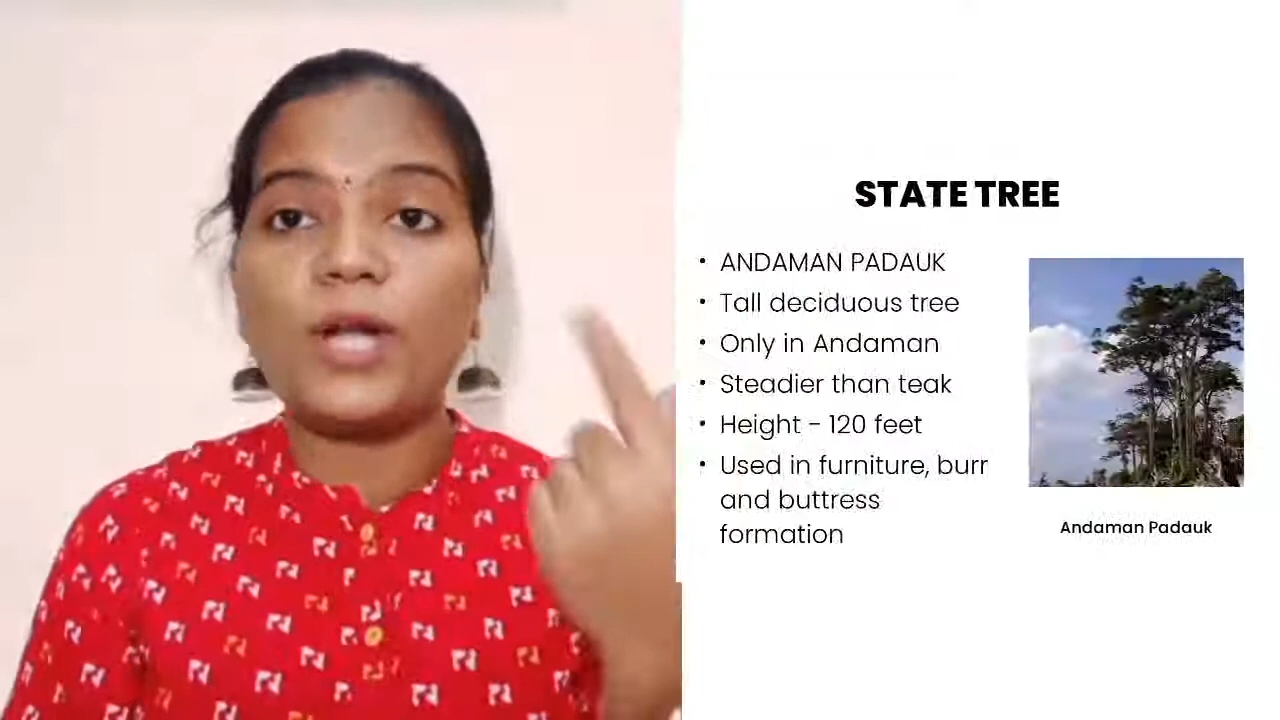 STATE TREE
• ANDAMAN PADAUK
• Tall deciduous tree
• Only in Andaman
• Steadier than teak
• Height - 120 feet
• Used in furniture, burr
and buttress
formation
Andaman Padauk